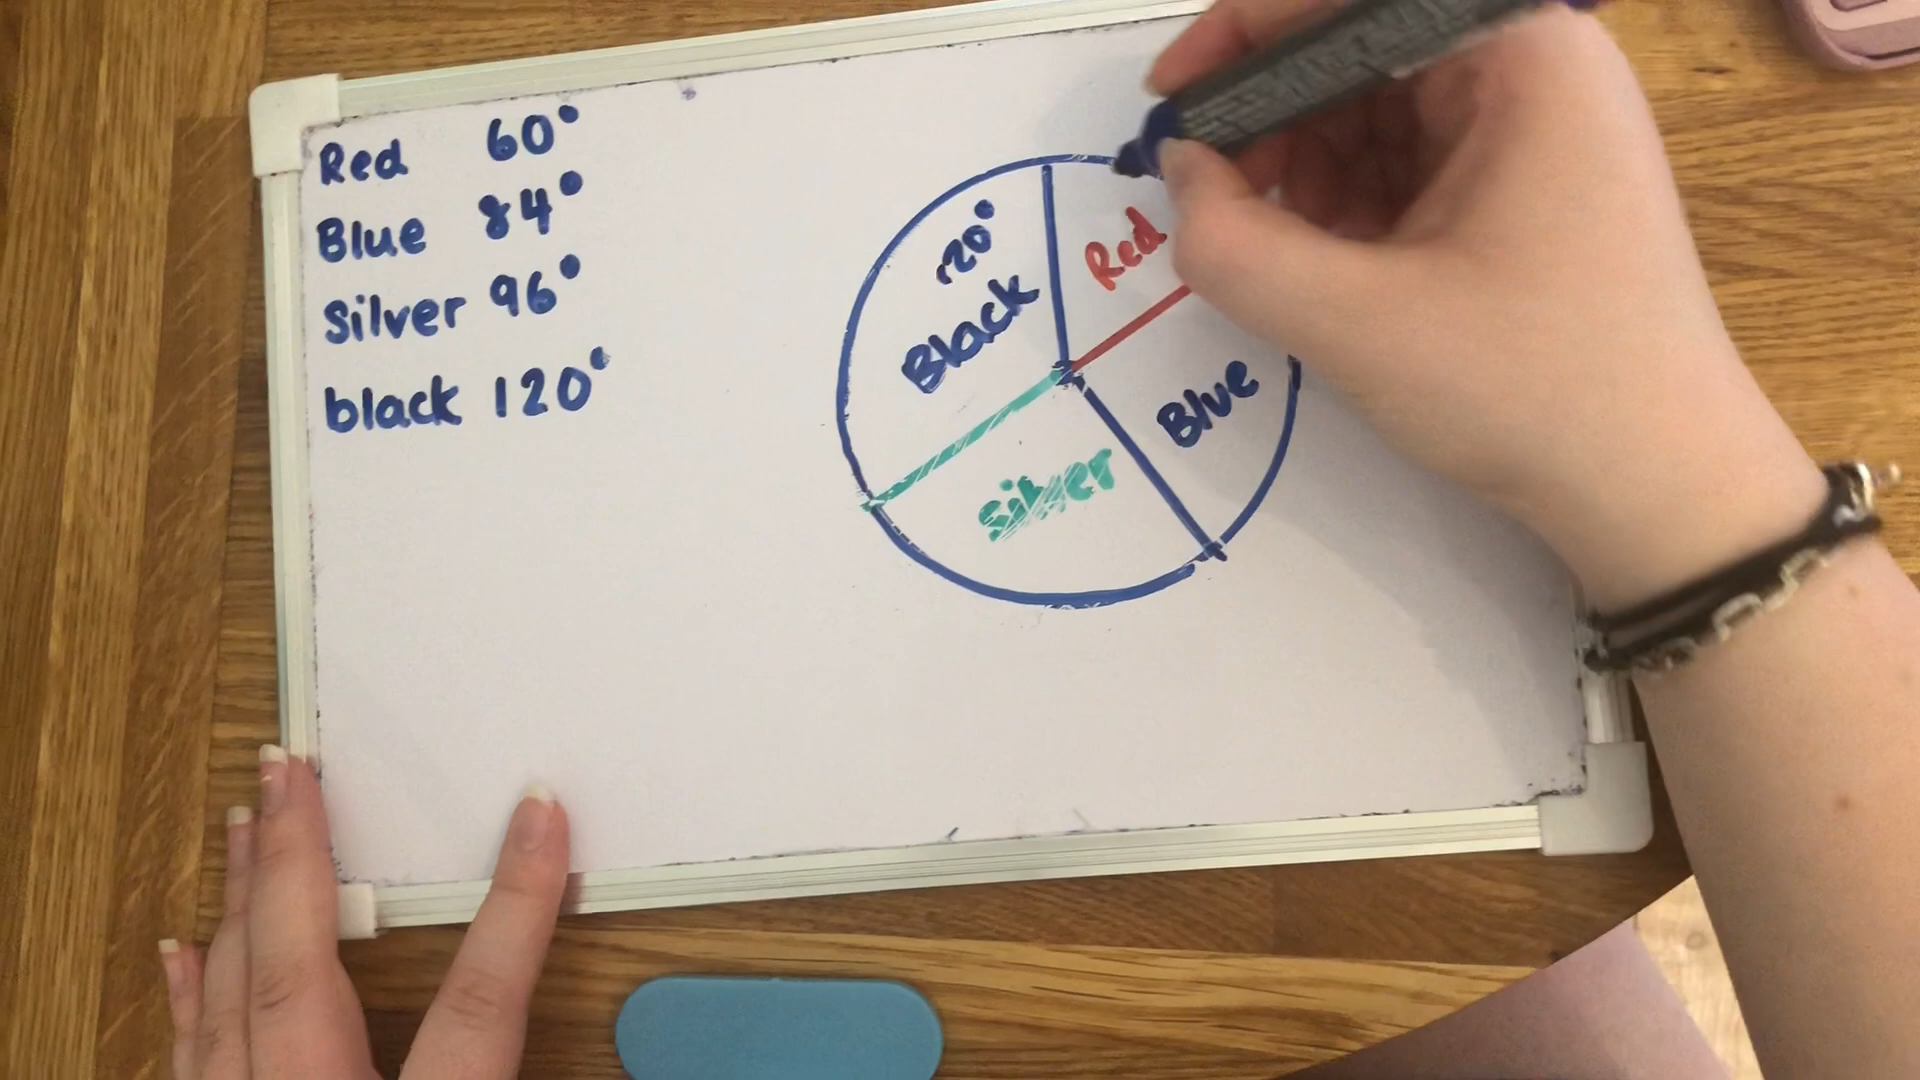 Red 60°
Blue 84°
Silver 96°
black 120°
120°
Black
Red
Blue
Silver